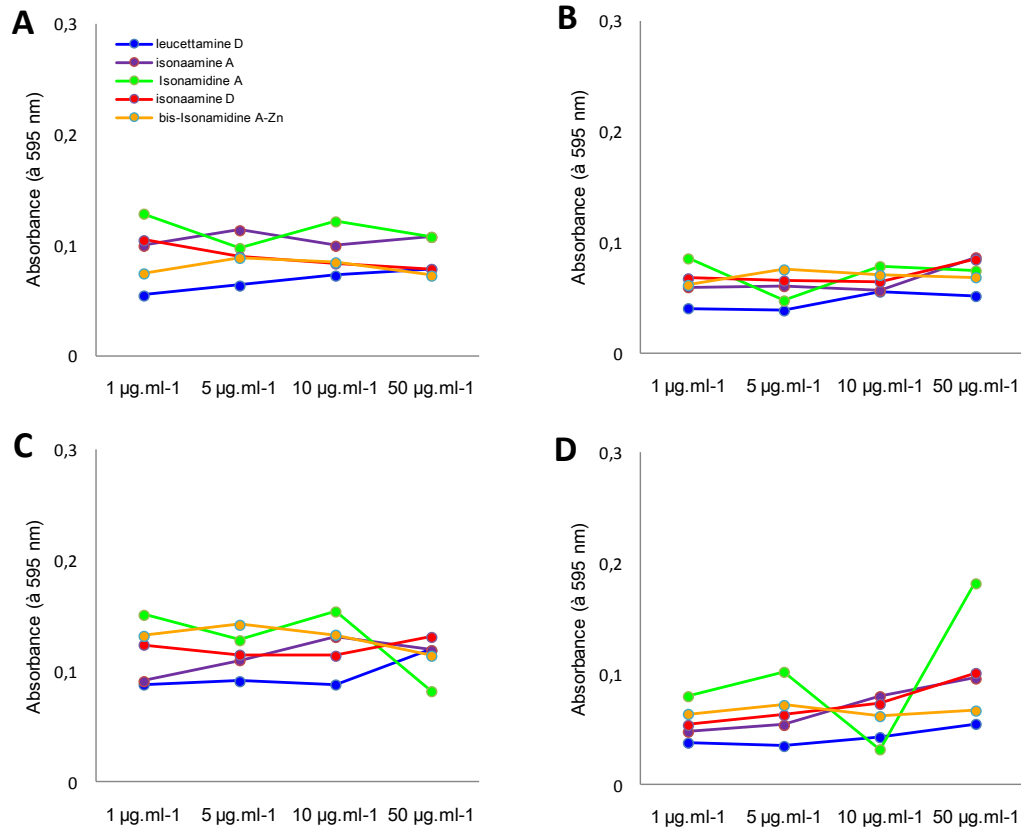 A
0,3
0,2
0,1
0
Absorbance (à 595 nm)
leucettamine D
isonaamine A
Isonamidine A
isonaamine D
bis-Isonamidine A-Zn
1 µg.ml-1 5 µg.ml-1 10 µg.ml-1 50 µg.ml-1
B
0,3
0,2
0,1
0
Absorbance (à 595 nm)
1 µg.ml-1 5 µg.ml-1 10 µg.ml-1 50 µg.ml-1
C
0,3
0,2
0,1
0
Absorbance (à 595 nm)
1 µg.ml-1 5 µg.ml-1 10 µg.ml-1 50 µg.ml-1
D
0,3
0,2
0,1
0
Absorbance (à 595 nm)
1 µg.ml-1 5 µg.ml-1 10 µg.ml-1 50 µg.ml-1